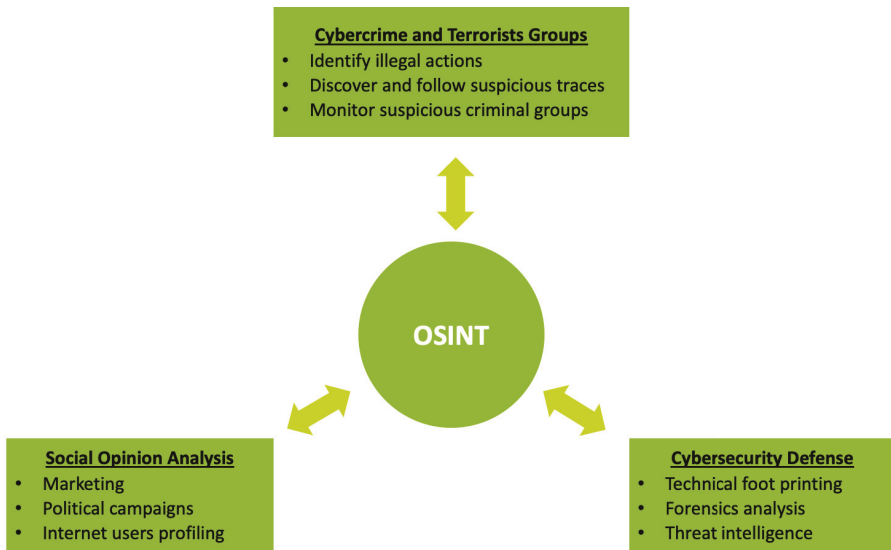 Cybercrime and Terrorists Groups
• Identify illegal actions
• Discover and follow suspicious traces
• Monitor suspicious criminal groups
OSINT
Social Opinion Analysis
• Marketing
• Political campaigns
• Internet users profiling
Cybersecurity Defense
• Technical foot printing
• Forensics analysis
• Threat intelligence